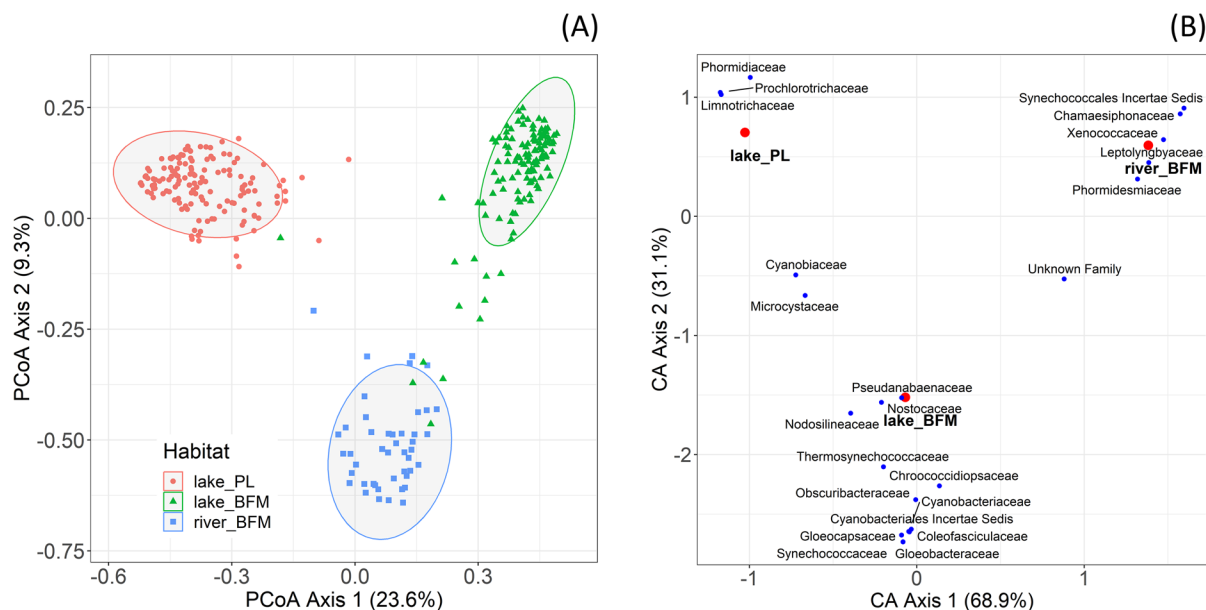 (A)
0.25
0.00
-0.25
-0.50
-0.75
PCoA Axis 2 (9.3%)
Habitat
lake_PL
lake_BFM
river_BFM
-0.6
-0.3
0.0
0.3
PCoA Axis 1 (23.6%)
(B)
1
0
-1
-2
CA Axis 2 (31.1%)
Phormidiaceae
Prochlorotrichaceae
Limnotrichaceae
lake_PL
Synechococcales Incertae Sedis
Chamaesiphonaceae
Xenococcaceae
Leptolyngbyaceae
river_BFM
Phormidesmiaceae
Cyanobiaceae
Unknown Family
Microcystaceae
Pseudanabaenaceae
Nostocaceae
Nodosilineaceae
lake_BFM
Thermosynechococcaceae
Chroococcidiopsaceae
Obscuribacteraceae
Cyanobacteriaceae
Cyanobacteriales Incertae Sedis
Gloeocapsaceae
Coleofasciculaceae
Synechococcaceae
Gloeobacteraceae
-1
0
1
CA Axis 1 (68.9%)